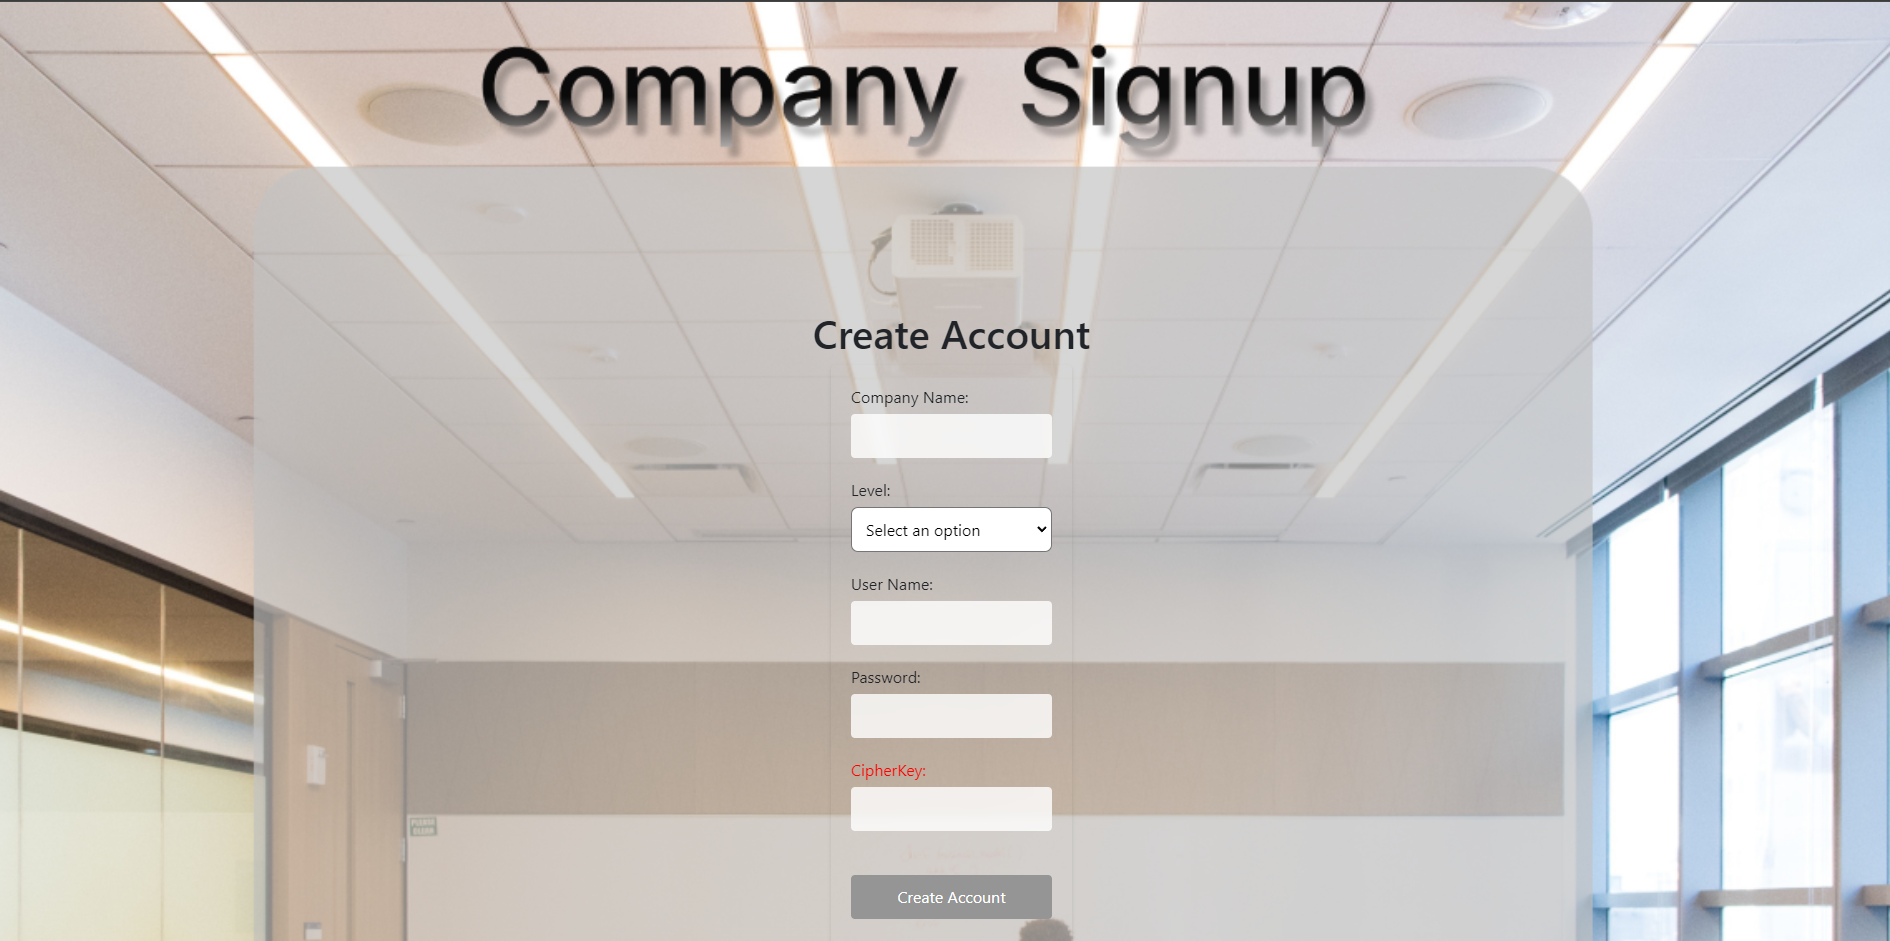 Company Signup
Create Account
Company Name:
Level:
Select an option
User Name:
Password:
CipherKey:
Create Account